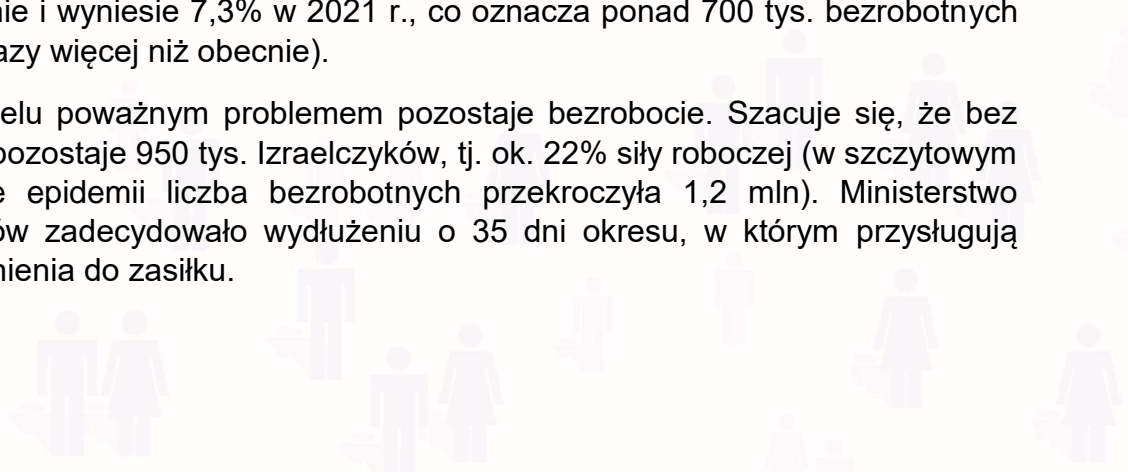 nie i wyniesie 7,3% w 2021 r., co oznacza ponad 700 tys. bezrobotnych
azy więcej niż obecnie).
elu poważnym problemem pozostaje bezrobocie. Szacuje się, że bez
pozostaje 950 tys. Izraelczyków, tj. ok. 22% siły roboczej (w szczytowym
e epidemii liczba bezrobotnych przekroczyła 1,2 mln). Ministerstwo
ów zadecydowało wydłużeniu o 35 dni okresu, w którym przysługują
nienia do zasiłku.